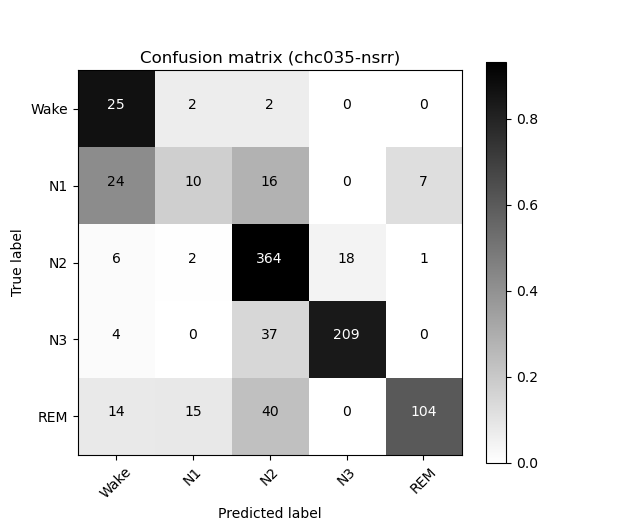 Confusion matrix (chc035-nsrr)
Wake 25 2 2 0 0
N1 24 10 16 0 7
N2 6 2 364 18 1
N3 4 0 37 209 0
REM 14 15 40 0 104
Wake N1 N2 N3 REM
Predicted label
True label
0.8
0.6
0.4
0.2
0.0